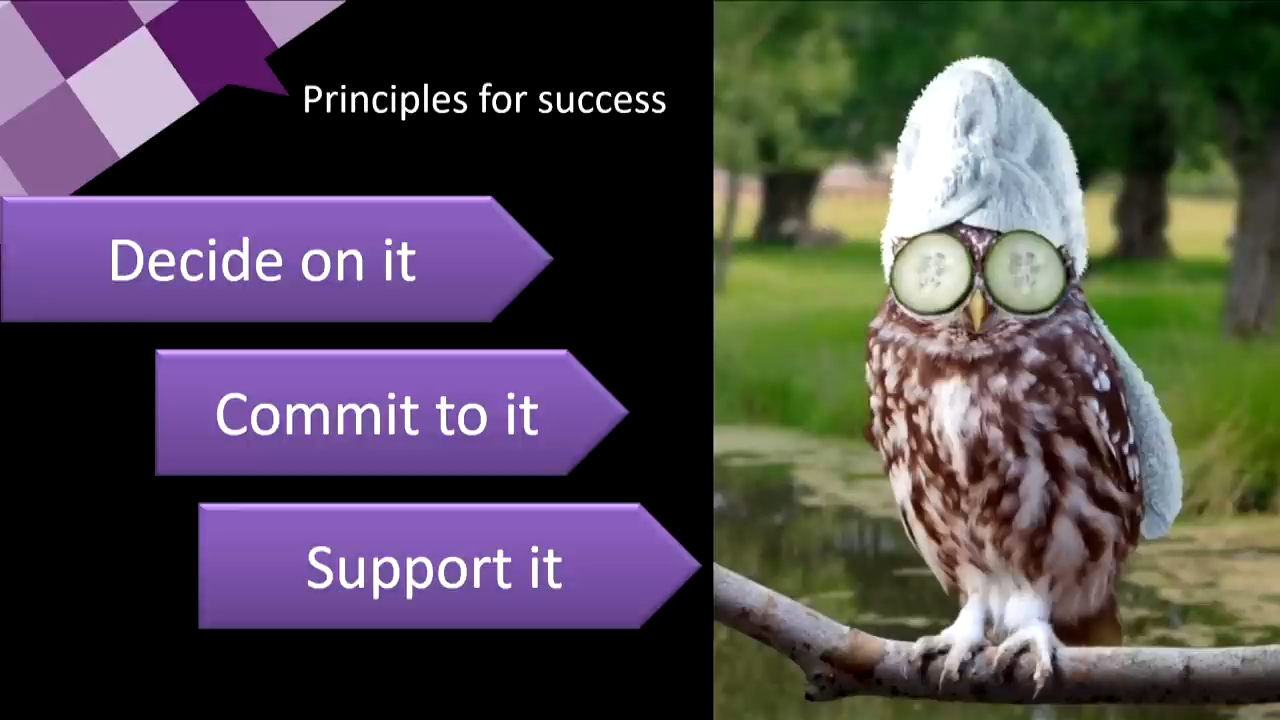 Principles for success
Decide on it
Commit to it
Support it